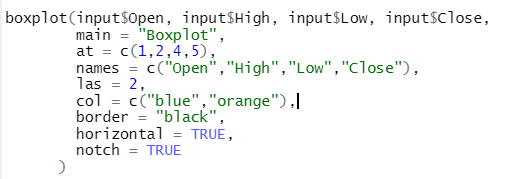 boxplot(input$Open, input$High, input$Low, input$Close,
main = "Boxplot",
at = c(1,2,4,5),
names = c("Open","High","Low","Close"),
las = 2,
col = c("blue","orange"),
border = "black",
horizontal = TRUE,
notch = TRUE
)